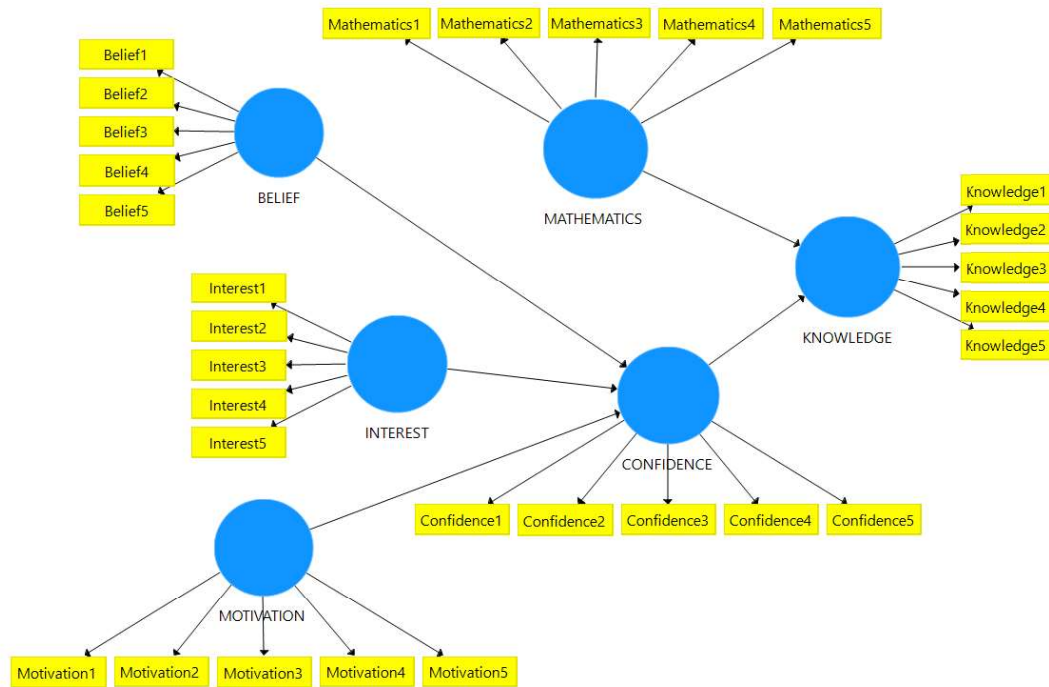 Mathematics1
Mathematics2
Mathematics3
Mathematics4
Mathematics5
Belief1
Belief2
Belief3
Belief4
Belief5
BELIEF
MATHEMATICS
Knowledge1
Knowledge2
Knowledge3
Knowledge4
Knowledge5
KNOWLEDGE
Interest1
Interest2
Interest3
Interest4
Interest5
INTEREST
CONFIDENCE
Confidence1
Confidence2
Confidence3
Confidence4
Confidence5
MOTIVATION
Motivation1
Motivation2
Motivation3
Motivation4
Motivation5